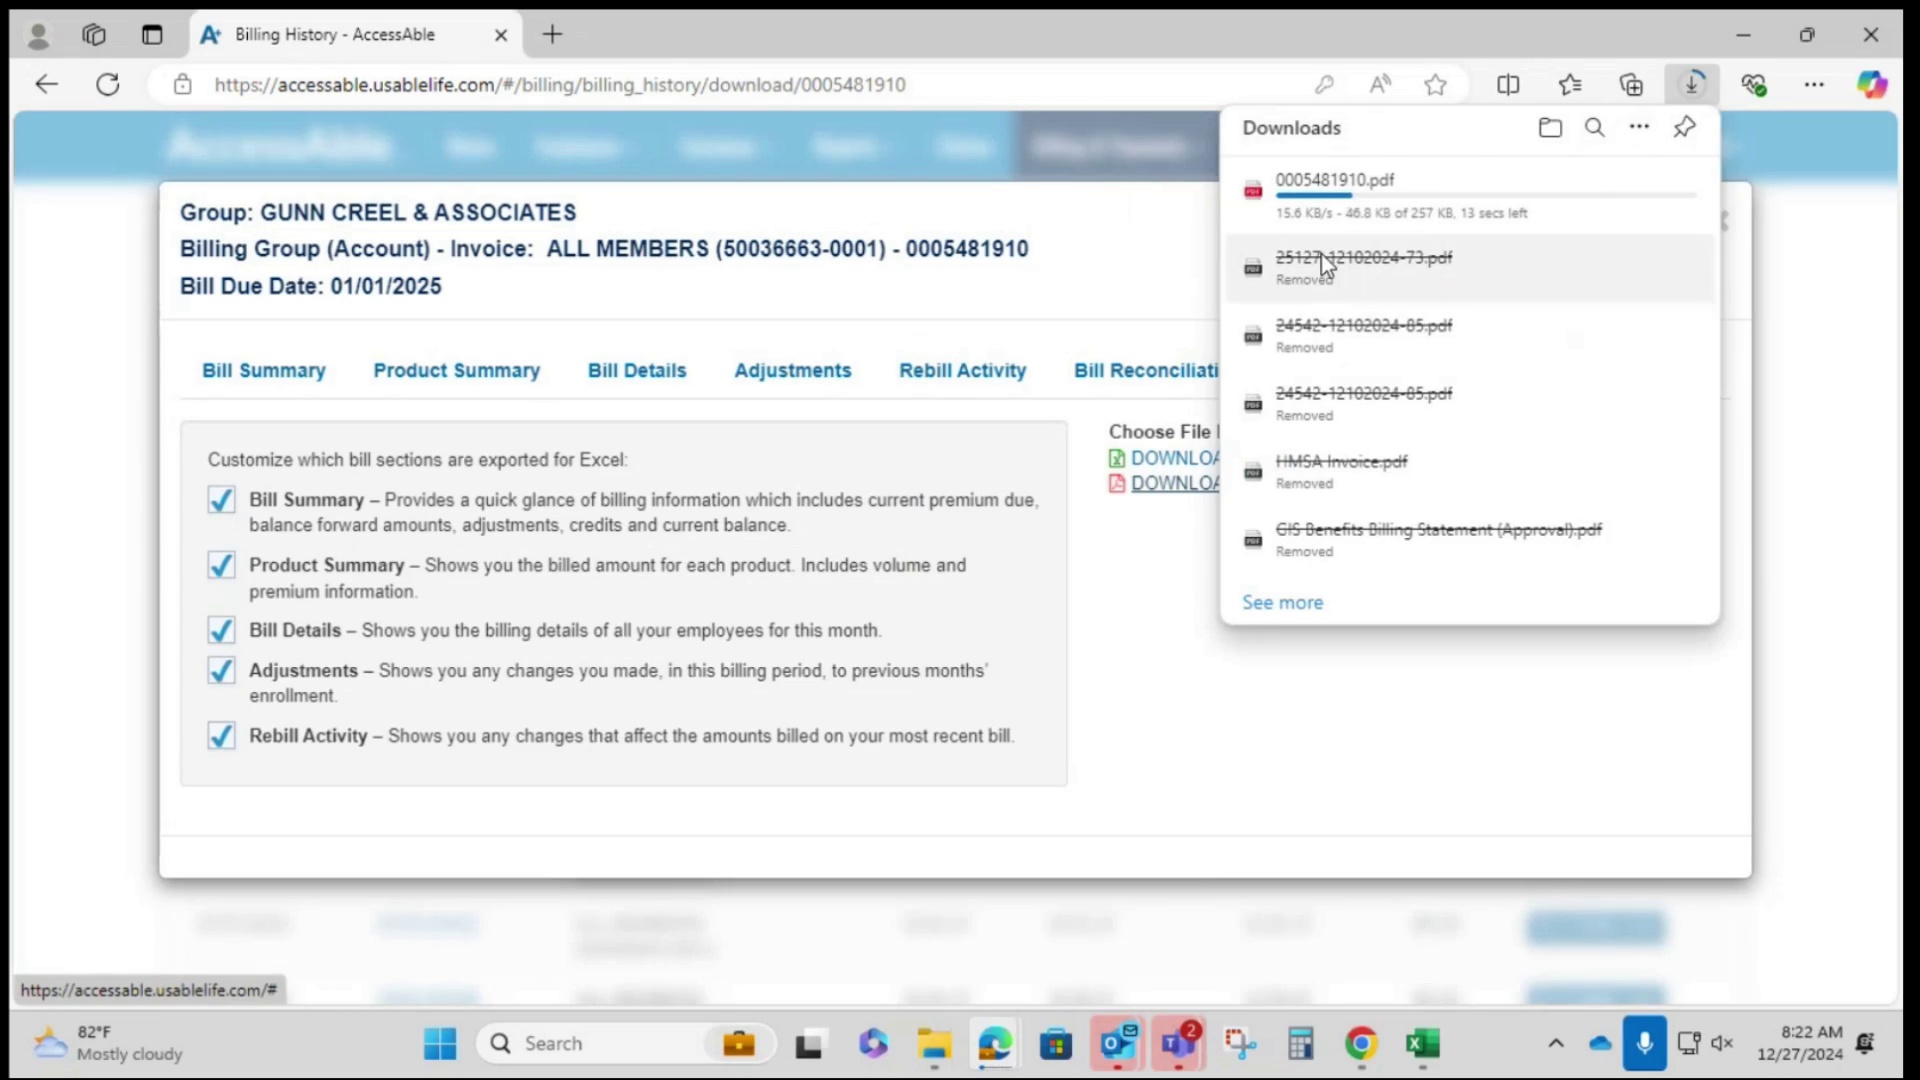 Billing History - AccessAble
https://accessable.usablelife.com/#/billing/billing_history/download/0005481910
AccessAble
Downloads
0005481910.pdf
15.6 KB/s - 46.8 KB of 257 KB, 13 secs left
25127-12102024-73.pdf
Removed
24542-12102024-85.pdf
Removed
24542-12102024-85.pdf
Removed
HMSA Invoice.pdf
Removed
GIS Benefits Billing Statement (Approval).pdf
Removed
See more
Group: GUNN CREEL & ASSOCIATES
Billing Group (Account) - Invoice: ALL MEMBERS (50036663-0001) - 0005481910
Bill Due Date: 01/01/2025
Bill Summary Product Summary Bill Details Adjustments Rebill Activity Bill Reconciliati
Customize which bill sections are exported for Excel:
Bill Summary – Provides a quick glance of billing information which includes current premium due,
balance forward amounts, adjustments, credits and current balance.
Product Summary – Shows you the billed amount for each product. Includes volume and
premium information.
Bill Details – Shows you the billing details of all your employees for this month.
Adjustments – Shows you any changes you made, in this billing period, to previous months'
enrollment.
Rebill Activity – Shows you any changes that affect the amounts billed on your most recent bill.
Choose File
DOWNLOA
DOWNLOA
https://accessable.usablelife.com/#
82°F
Mostly cloudy
Search
2
8:22 AM
12/27/2024